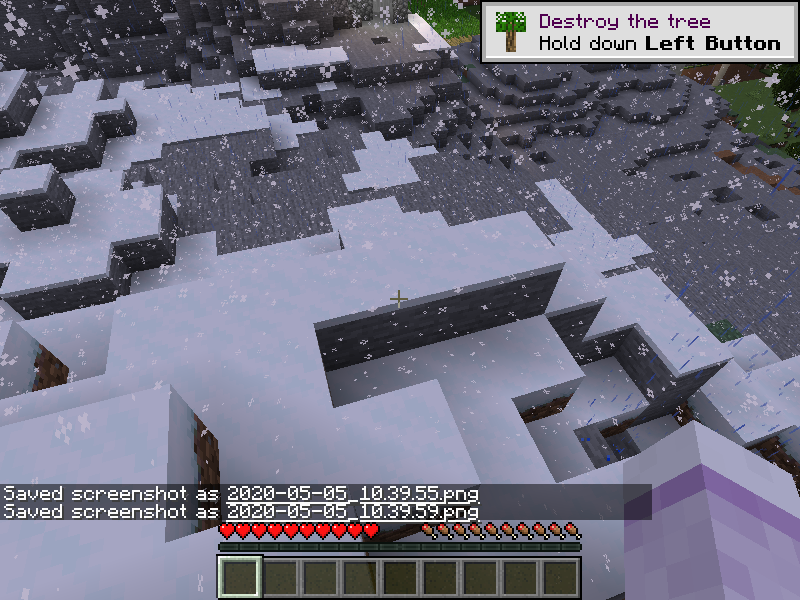 Destroy the tree
Hold down Left Button
Saved screenshot as 2020-05-05_10.39.55.png
Saved screenshot as 2020-05-05_10.39.59.png